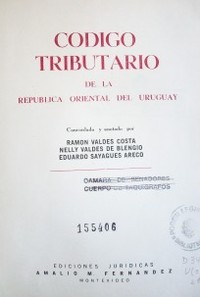 CODIGO
TRIBUTARIO
DE LA
REPUBLICA ORIENTAL DEL URUGUAY
Concordado y anotado por
RAMON VALDES COSTA
NELLY VALDES DE BLENGIO
EDUARDO SAYAGUES ARECO
CAMARA DE SENADORES
CUERPO DE TAQUIGRAFOS
155406
EDICIONES JURIDICAS
AMALIO M. FERNANDEZ
MONTEVIDEO